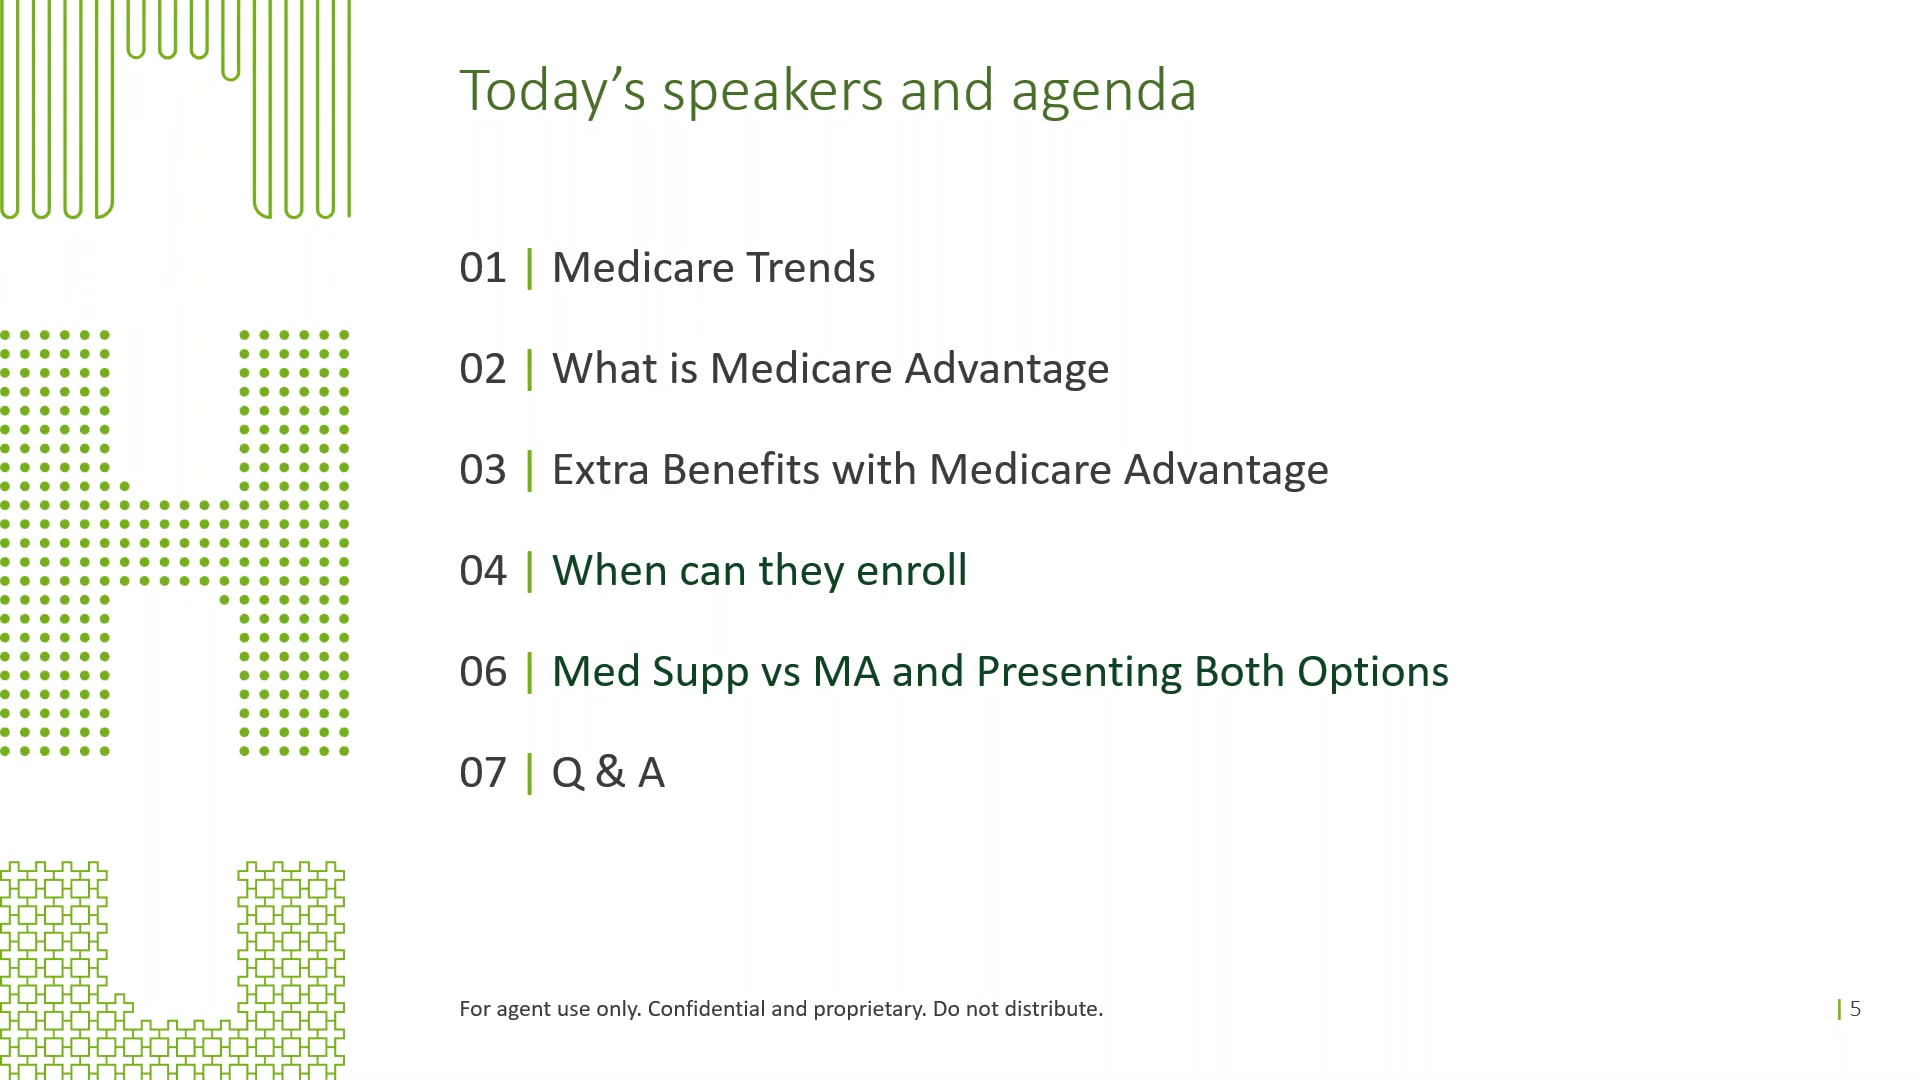 Today’s speakers and agenda
01 | Medicare Trends
02 | What is Medicare Advantage
03 | Extra Benefits with Medicare Advantage
04 | When can they enroll
06 | Med Supp vs MA and Presenting Both Options
07 | Q & A
For agent use only. Confidential and proprietary. Do not distribute.
| 5